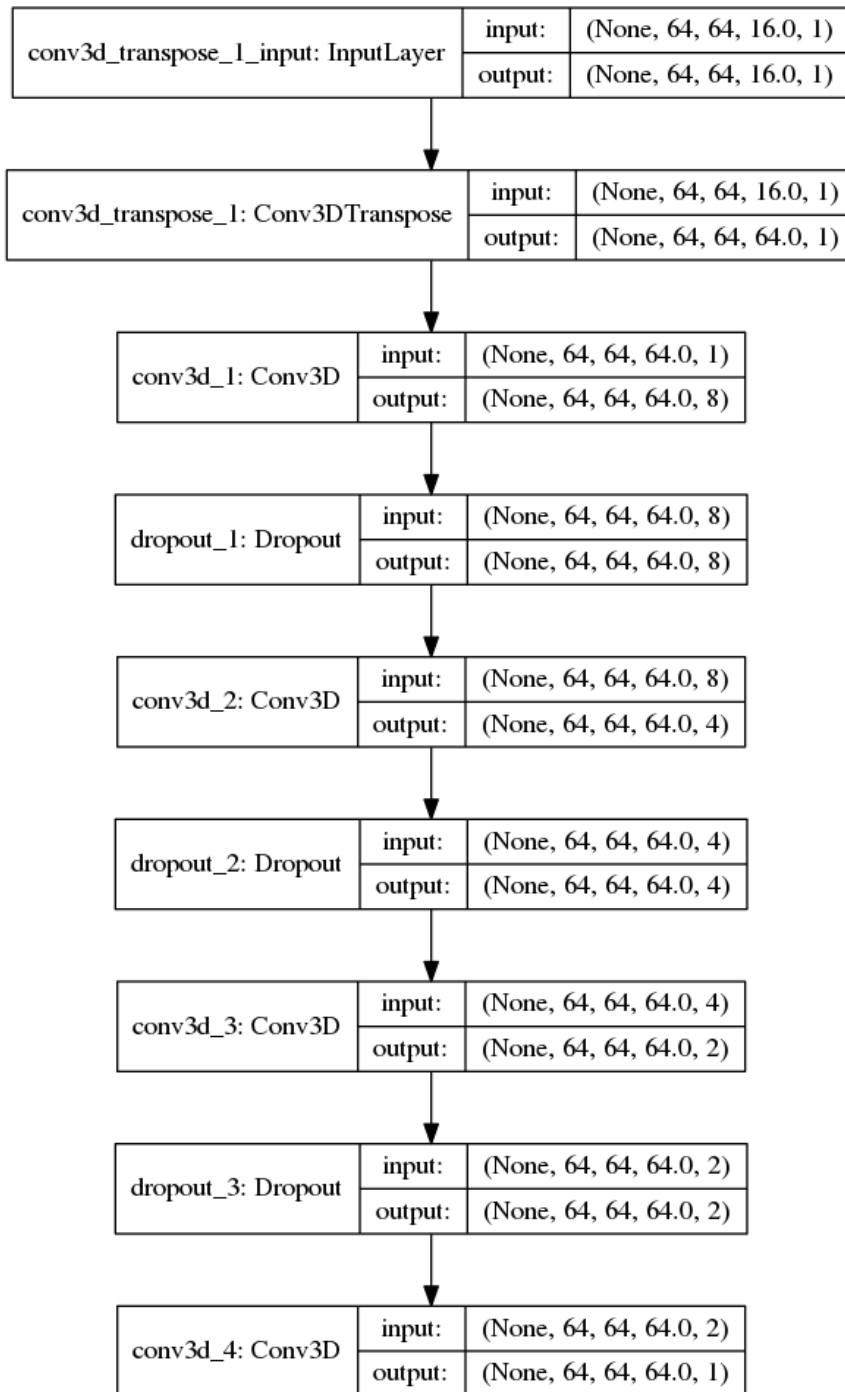 conv3d_transpose_1_input: InputLayer
input: (None, 64, 64, 16.0, 1)
output: (None, 64, 64, 16.0, 1)
conv3d_transpose_1: Conv3DTranspose
input: (None, 64, 64, 16.0, 1)
output: (None, 64, 64, 64.0, 1)
conv3d_1: Conv3D
input: (None, 64, 64, 64.0, 1)
output: (None, 64, 64, 64.0, 8)
dropout_1: Dropout
input: (None, 64, 64, 64.0, 8)
output: (None, 64, 64, 64.0, 8)
conv3d_2: Conv3D
input: (None, 64, 64, 64.0, 8)
output: (None, 64, 64, 64.0, 4)
dropout_2: Dropout
input: (None, 64, 64, 64.0, 4)
output: (None, 64, 64, 64.0, 4)
conv3d_3: Conv3D
input: (None, 64, 64, 64.0, 4)
output: (None, 64, 64, 64.0, 2)
dropout_3: Dropout
input: (None, 64, 64, 64.0, 2)
output: (None, 64, 64, 64.0, 2)
conv3d_4: Conv3D
input: (None, 64, 64, 64.0, 2)
output: (None, 64, 64, 64.0, 1)